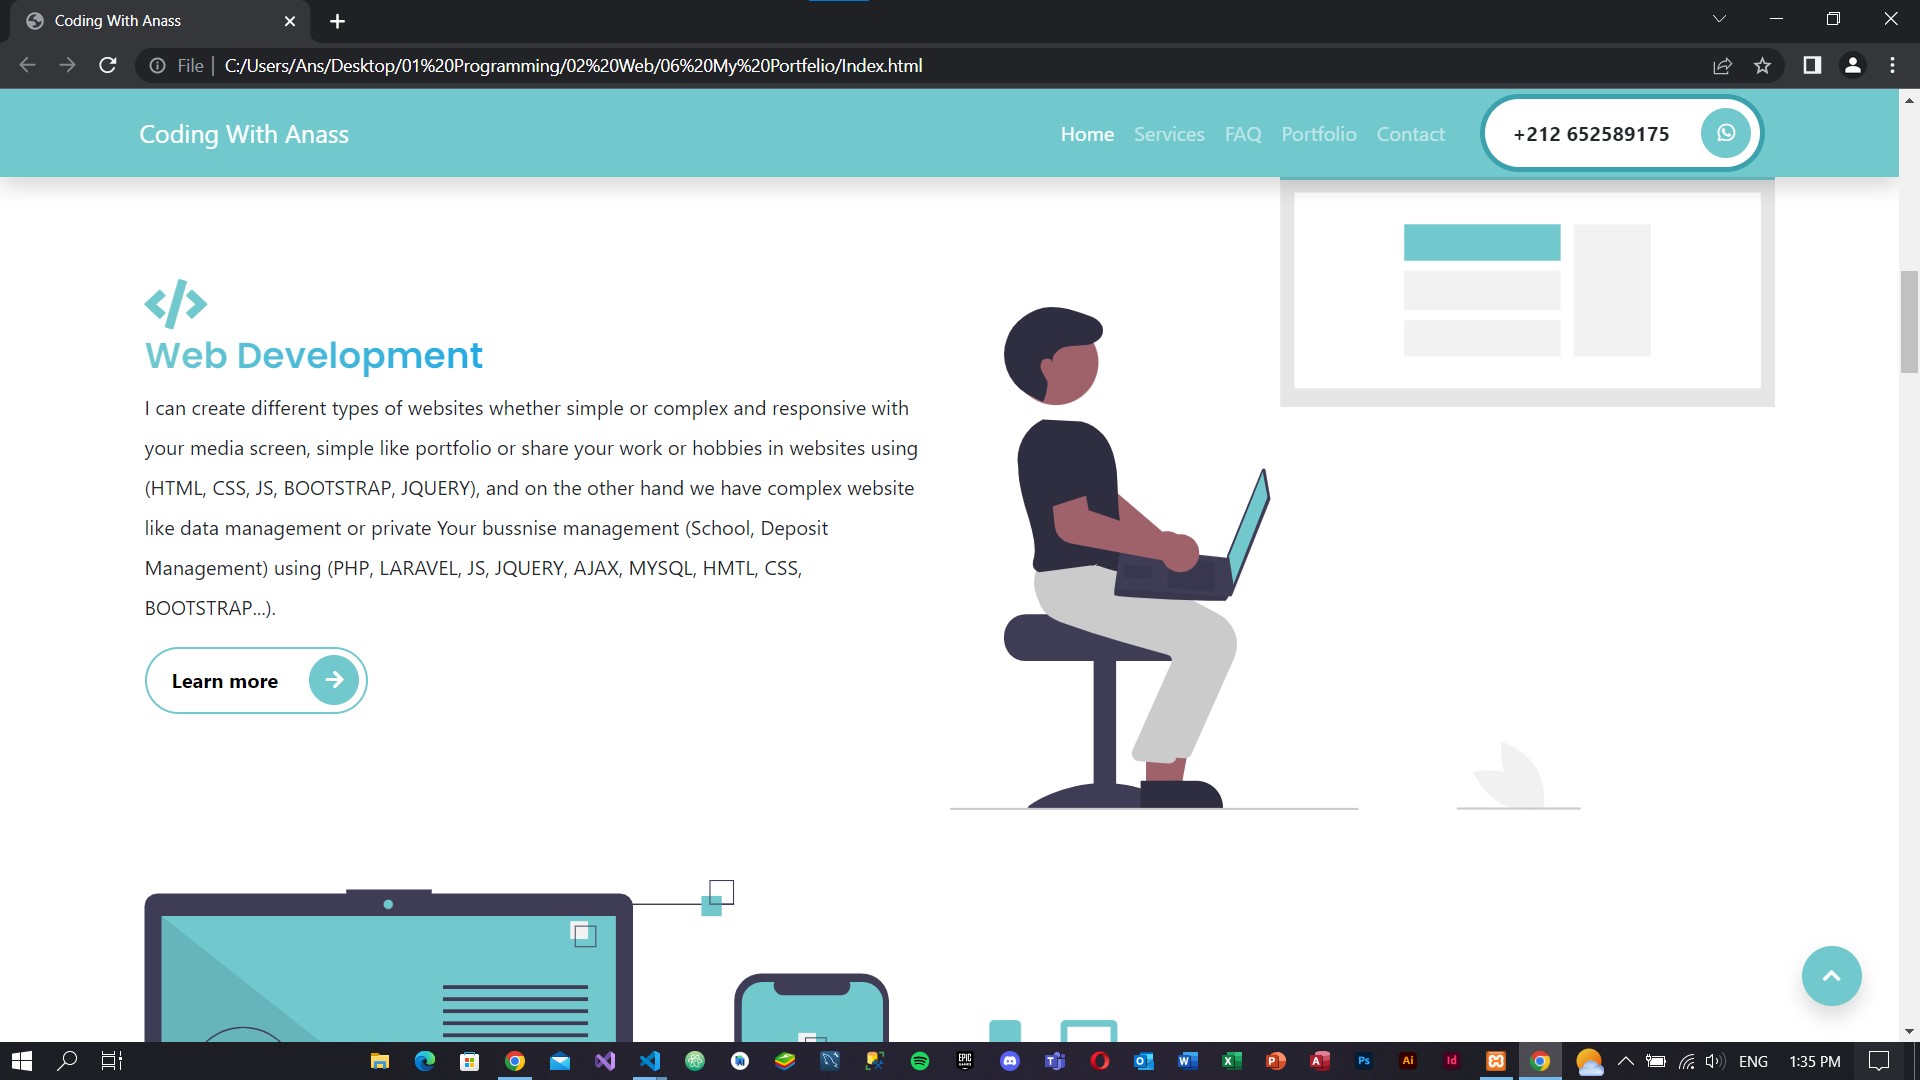 Coding With Anass
File
C:/Users/Ans/Desktop/01%20Programming/02%20Web/06%20My%20Portfelio/Index.html
Coding With Anass
Home Services FAQ Portfolio Contact +212 652589175
</>
Web Development
I can create different types of websites whether simple or complex and responsive with
your media screen, simple like portfolio or share your work or hobbies in websites using
(HTML, CSS, JS, BOOTSTRAP, JQUERY), and on the other hand we have complex website
like data management or private Your bussnise management (School, Deposit
Management) using (PHP, LARAVEL, JS, JQUERY, AJAX, MYSQL, HMTL, CSS,
BOOTSTRAP...).
Learn more
EPIC GAMES
Ps Ai Id
ENG 1:35 PM